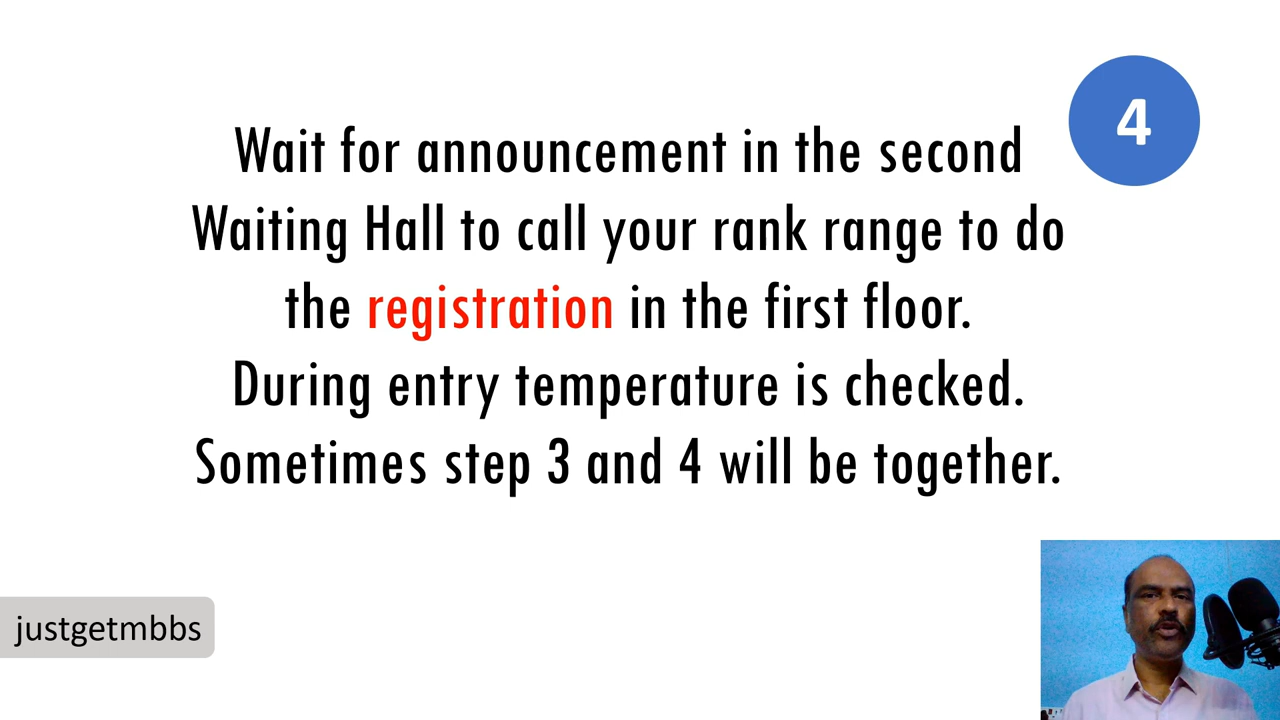 4
Wait for announcement in the second
Waiting Hall to call your rank range to do
the registration in the first floor.
During entry temperature is checked.
Sometimes step 3 and 4 will be together.
justgetmbbs